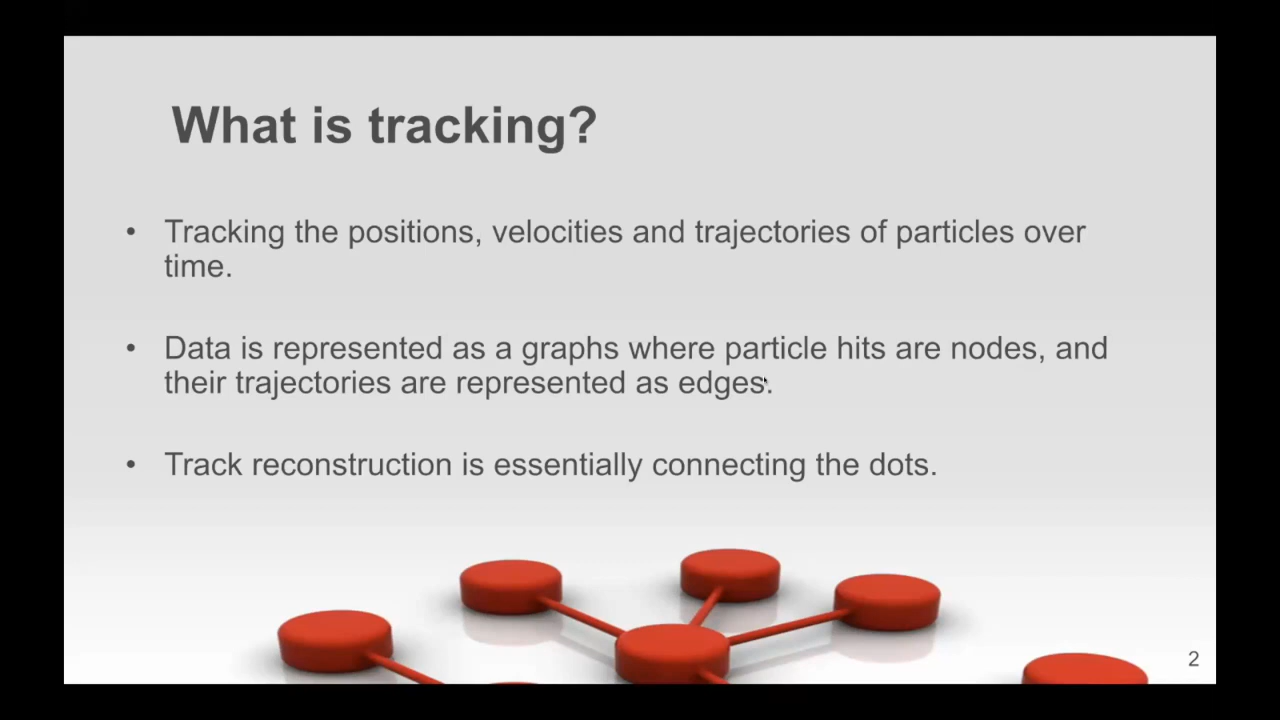 What is tracking?
• Tracking the positions, velocities and trajectories of particles over
time.
• Data is represented as a graphs where particle hits are nodes, and
their trajectories are represented as edges.
• Track reconstruction is essentially connecting the dots.
2